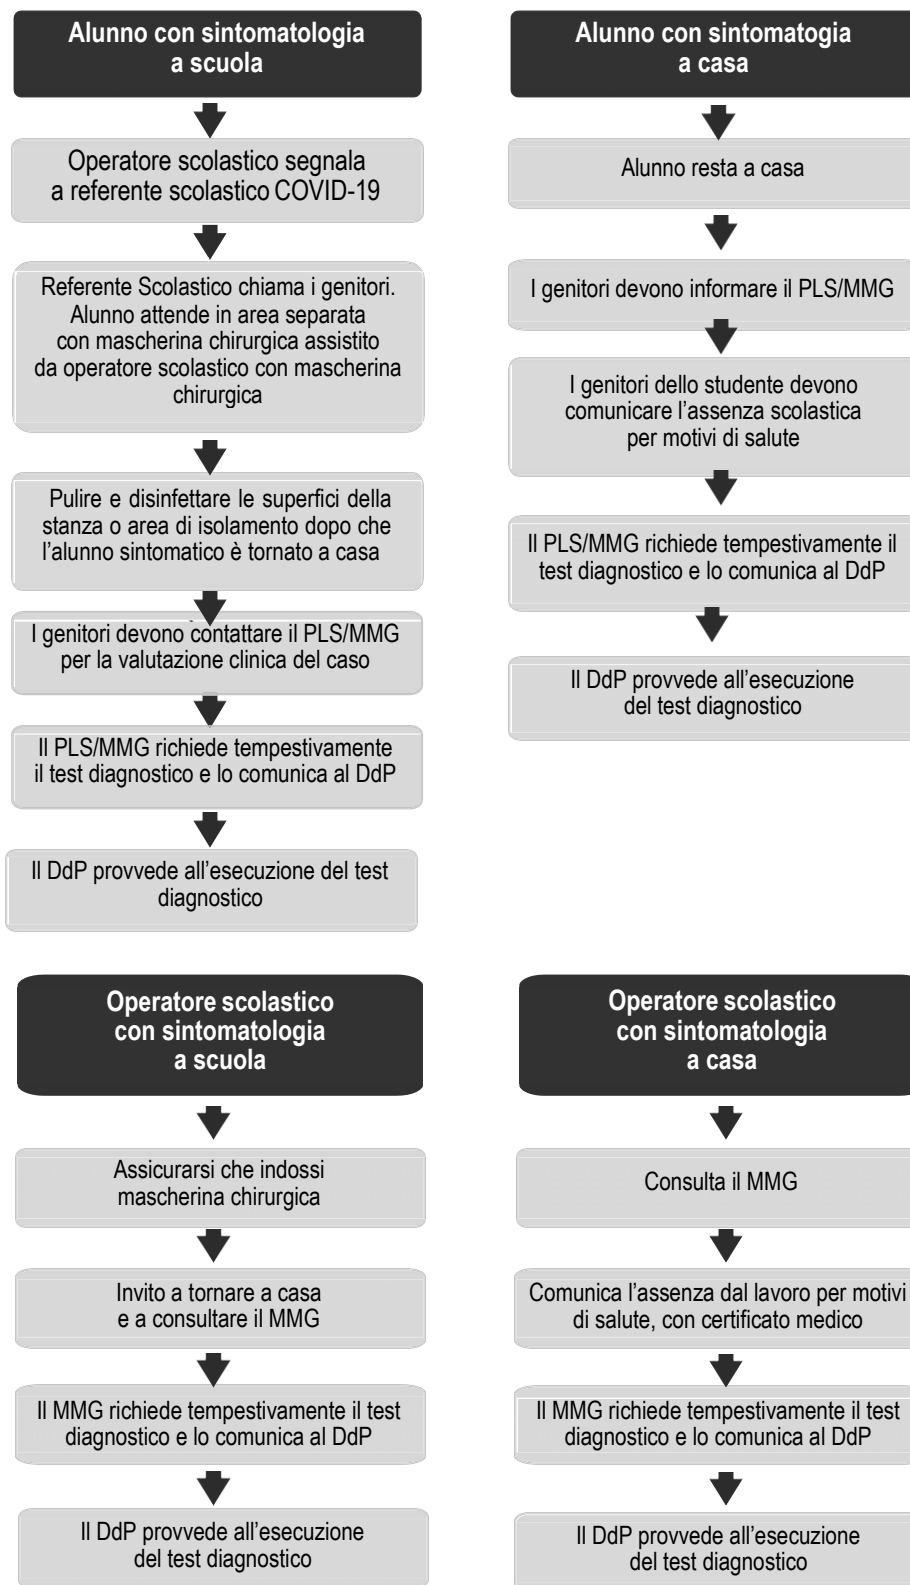 Alunno con sintomatologia
a scuola
Operatore scolastico segnala
a referente scolastico COVID-19
Referente Scolastico chiama i genitori.
Alunno attende in area separata
con mascherina chirurgica assistito
da operatore scolastico con mascherina
chirurgica
Pulire e disinfettare le superfici della
stanza o area di isolamento dopo che
l'alunno sintomatico è tornato a casa
I genitori devono contattare il PLS/MMG
per la valutazione clinica del caso
Il PLS/MMG richiede tempestivamente
il test diagnostico e lo comunica al DdP
Il DdP provvede all'esecuzione del test
diagnostico
Alunno con sintomatogia
a casa
Alunno resta a casa
I genitori devono informare il PLS/MMG
I genitori dello studente devono
comunicare l'assenza scolastica
per motivi di salute
Il PLS/MMG richiede tempestivamente il
test diagnostico e lo comunica al DdP
Il DdP provvede all'esecuzione
del test diagnostico
Operatore scolastico
con sintomatologia
a scuola
Assicurarsi che indossi
mascherina chirurgica
Invito a tornare a casa
e a consultare il MMG
Il MMG richiede tempestivamente il test
diagnostico e lo comunica al DdP
Il DdP provvede all'esecuzione
del test diagnostico
Operatore scolastico
con sintomatologia
a casa
Consulta il MMG
Comunica l'assenza dal lavoro per motivi
di salute, con certificato medico
Il MMG richiede tempestivamente il test
diagnostico e lo comunica al DdP
Il DdP provvede all'esecuzione
del test diagnostico